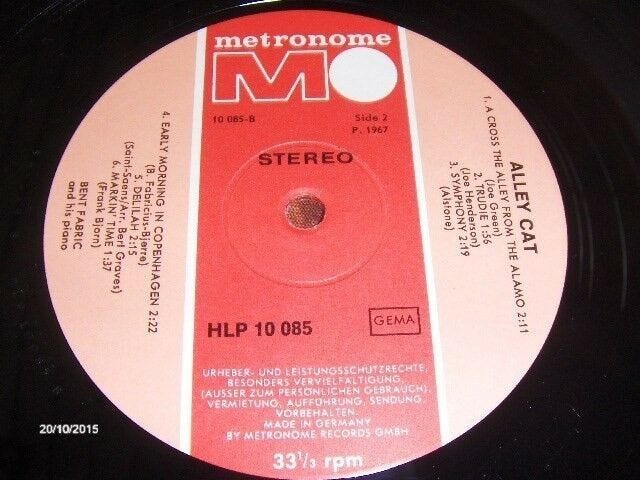 metronome
MO
10 085-B
Side 2
P. 1967
STEREO
ALLEY CAT
1. A CROSS THE ALLEY FROM THE ALAMO 2:11
(Joe Green)
2. TRUDIE 1:56
(Joe Henderson)
3. SYMPHONY 2:19
(Alstone)
4. EARLY MORNING IN COPENHAGEN 2:22
(B. Fabricius-Bjerre)
5. DELILAH 2:15
(Saint-Saens/Arr. Bert Graves)
6. MARKIN' TIME 1:37
(Frank Bjorn)
BENT FABRIC
and his piano
HLP 10 085
GEMA
URHEBER- UND LEISTUNGSSCHUTZRECHTE,
BESONDERS VERVIELFÄLTIGUNG,
(AUSSER ZUM PERSÖNLICHEN GEBRAUCH),
VERMIETUNG, AUFFÜHRUNG, SENDUNG,
VORBEHALTEN.
MADE IN GERMANY
BY METRONOME RECORDS GMBH
33 1/3 rpm
20/10/2015